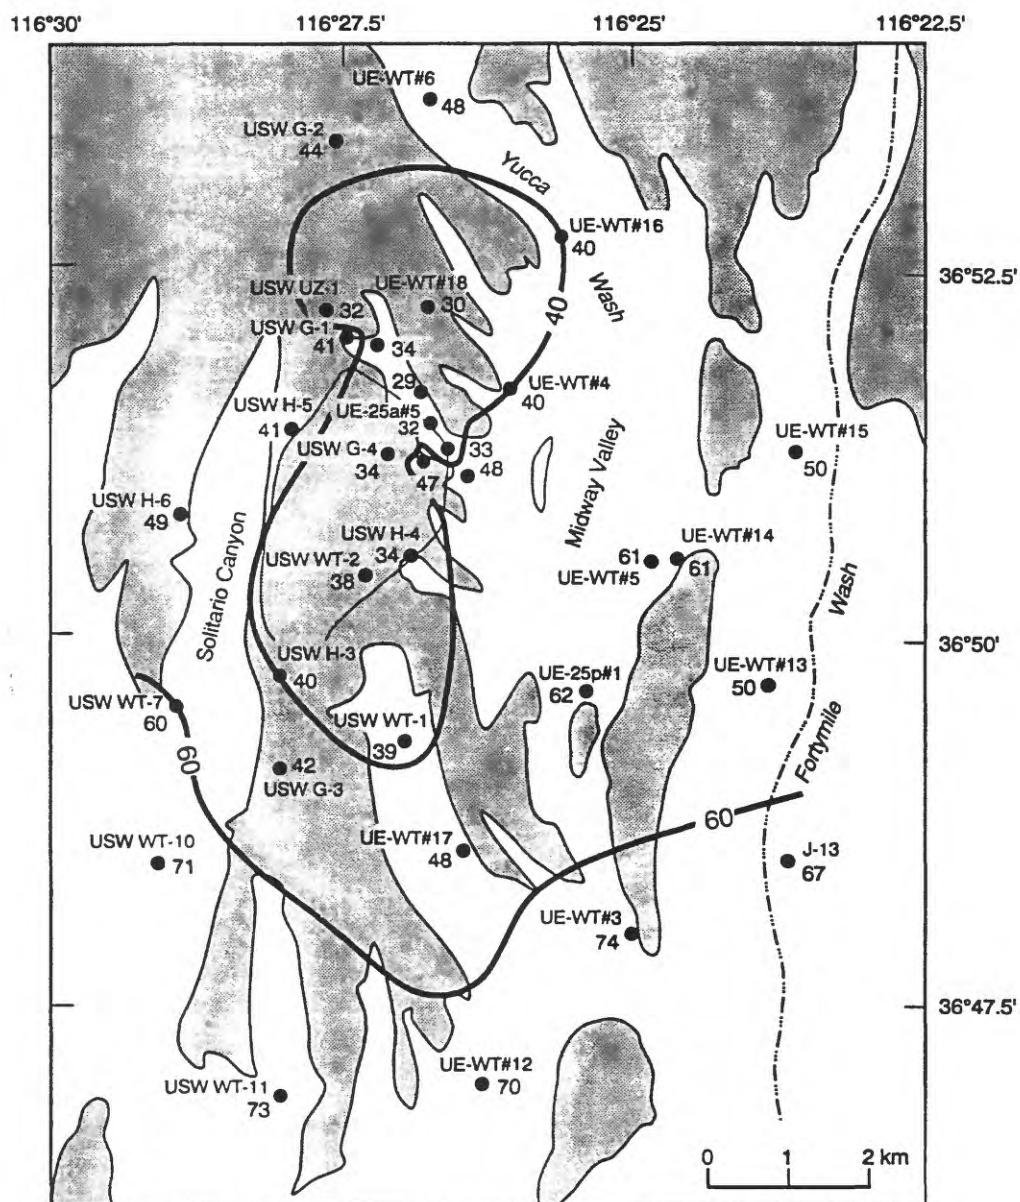 116°30'
116°27.5'
116°25'
116°22.5'
UE-WT#6
48
USW G-2
44
Yucca
UE-WT#16
40
36°52.5'
Wash
USW UZ-1
32
UE-WT#18
30
40
USW G-1
41
34
29
UE-WT#4
40
UE-25a#5
32
USW H-5
41
33
USW G-4
34
47
48
UE-WT#15
50
Midway Valley
USW H-6
49
USW H-4
34
USW WT-2
38
61
UE-WT#5
UE-WT#14
61
Solitario Canyon
Wash
36°50'
USW H-3
40
UE-25p#1
62
UE-WT#13
50
USW WT-7
60
USW WT-1
39
Fortymile
60
42
USW G-3
60
USW WT-10
71
UE-WT#17
48
J-13
67
UE-WT#3
74
36°47.5'
UE-WT#12
70
USW WT-11
73
0 1 2 km